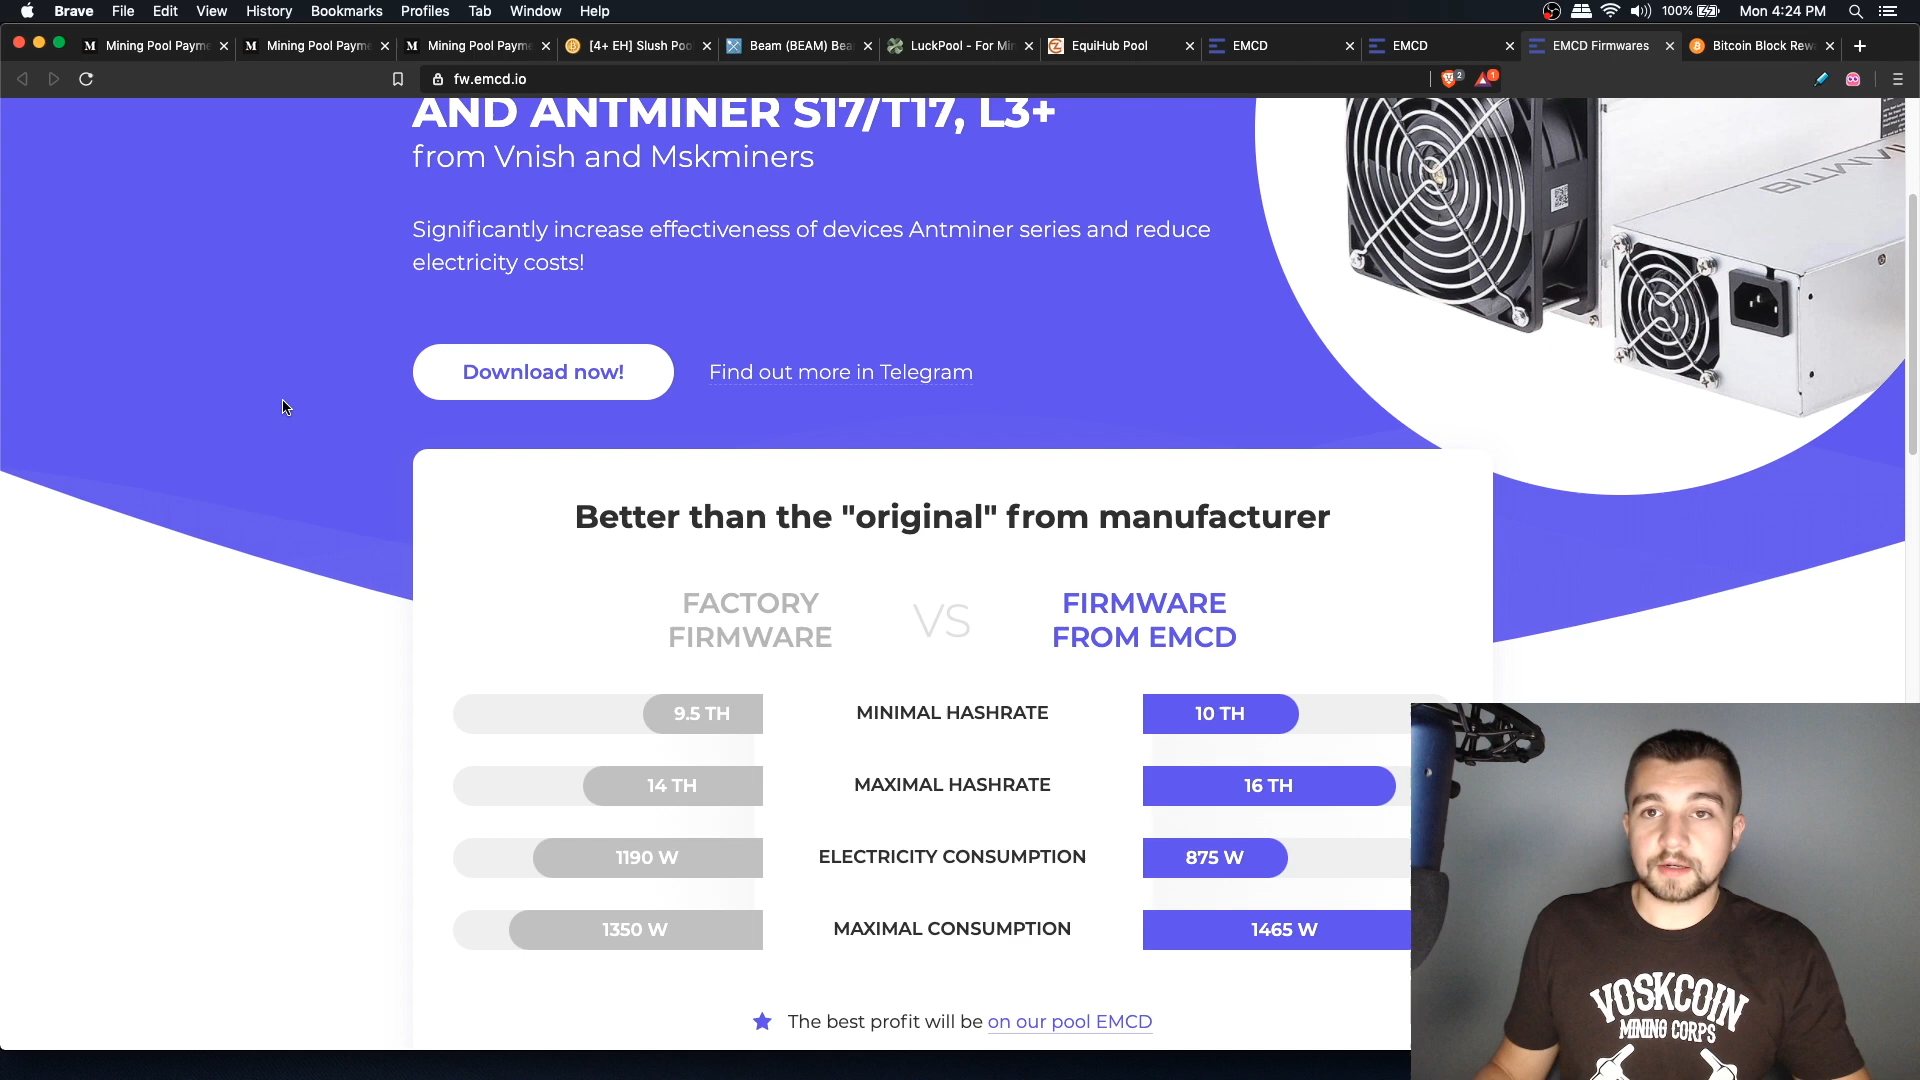 Brave File Edit View History Bookmarks Profiles Tab Window Help 100% Mon 4:24 PM
M Mining Pool Payme M Mining Pool Payme M Mining Pool Payme [4+ EH] Slush Poo Beam (BEAM) Bea LuckPool - For Min EquiHub Pool EMCD EMCD EMCD Firmwares Bitcoin Block Rew
fw.emcd.io 2 1
AND ANTMINER S17/T17, L3+
from Vnish and Mskminers
Significantly increase effectiveness of devices Antminer series and reduce
electricity costs!
Download now! Find out more in Telegram
Better than the "original" from manufacturer
FACTORY
FIRMWARE
VS
FIRMWARE
FROM EMCD
9.5 TH MINIMAL HASHRATE 10 TH
14 TH MAXIMAL HASHRATE 16 TH
1190 W ELECTRICITY CONSUMPTION 875 W
1350 W MAXIMAL CONSUMPTION 1465 W
The best profit will be on our pool EMCD
VOSKCOIN
MINING CORPS